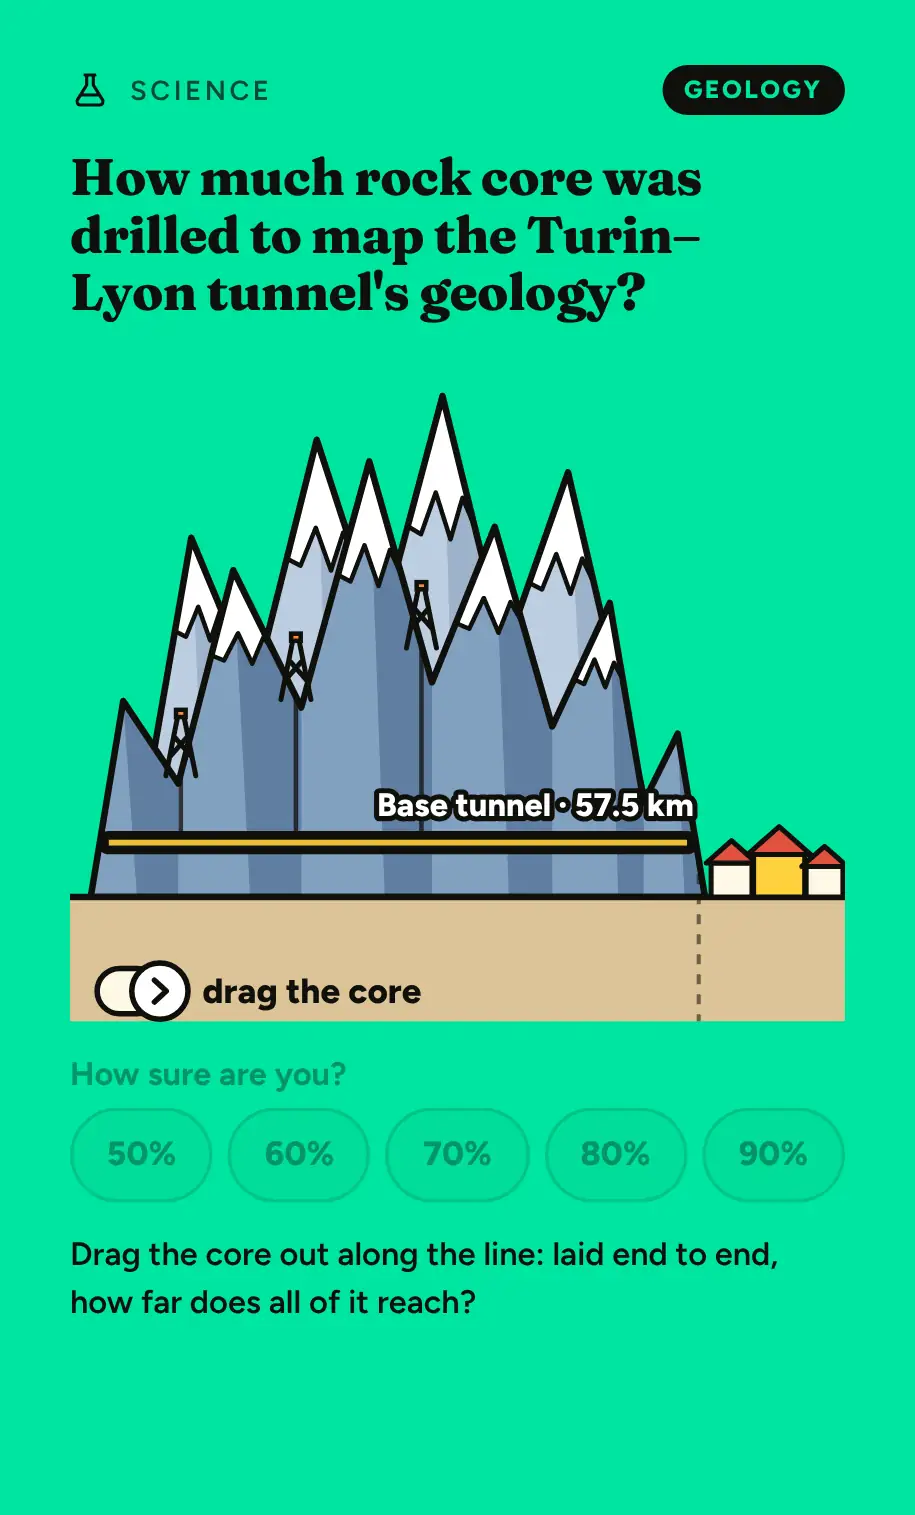 SCIENCE
GEOLOGY
How much rock core was
drilled to map the Turin–
Lyon tunnel's geology?
Base tunnel • 57.5 km
drag the core
How sure are you?
50%
60%
70%
80%
90%
Drag the core out along the line: laid end to end,
how far does all of it reach?